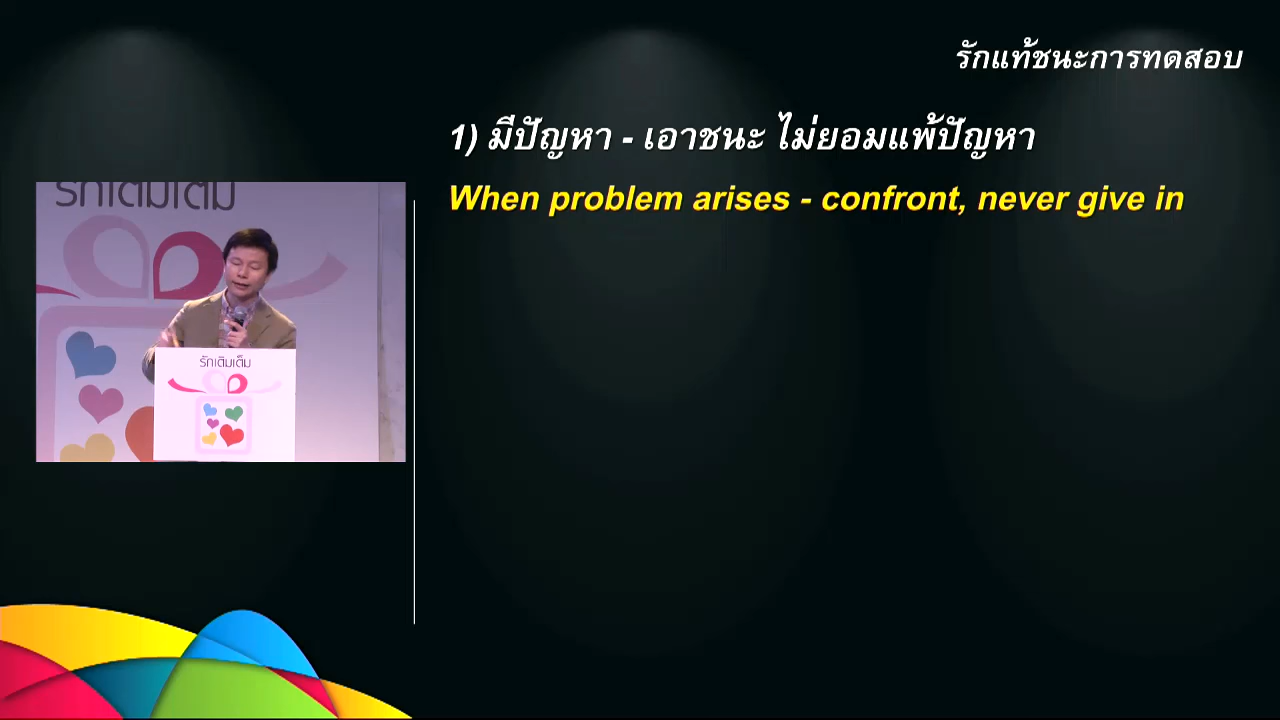 รักแท้ชนะการทดสอบ
1) มีปัญหา - เอาชนะ ไม่ยอมแพ้ปัญหา
When problem arises - confront, never give in
รักเติมเต็ม
รักเติมเต็ม